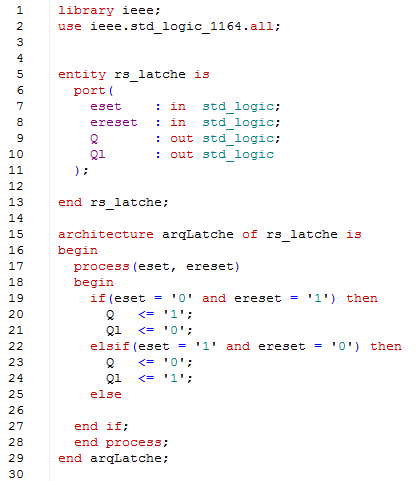 1 library ieee;
2 use ieee.std_logic_1164.all;
3
4
5 entity rs_latche is
6 port(
7 eset : in std_logic;
8 ereset : in std_logic;
9 Q : out std_logic;
10 Ql : out std_logic
11 );
12
13 end rs_latche;
14
15 architecture arqLatche of rs_latche is
16 begin
17 process(eset, ereset)
18 begin
19 if(eset = '0' and ereset = '1') then
20 Q <= '1';
21 Ql <= '0';
22 elsif(eset = '1' and ereset = '0') then
23 Q <= '0';
24 Ql <= '1';
25 else
26
27 end if;
28 end process;
29 end arqLatche;
30